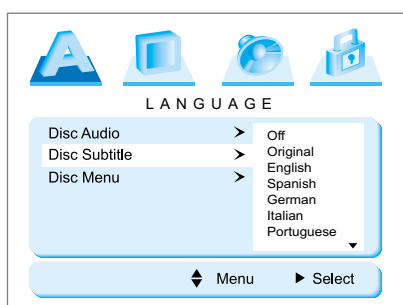 LANGUAGE
Disc Audio
Disc Subtitle
Disc Menu
Off
Original
English
Spanish
German
Italian
Portuguese
Menu
Select